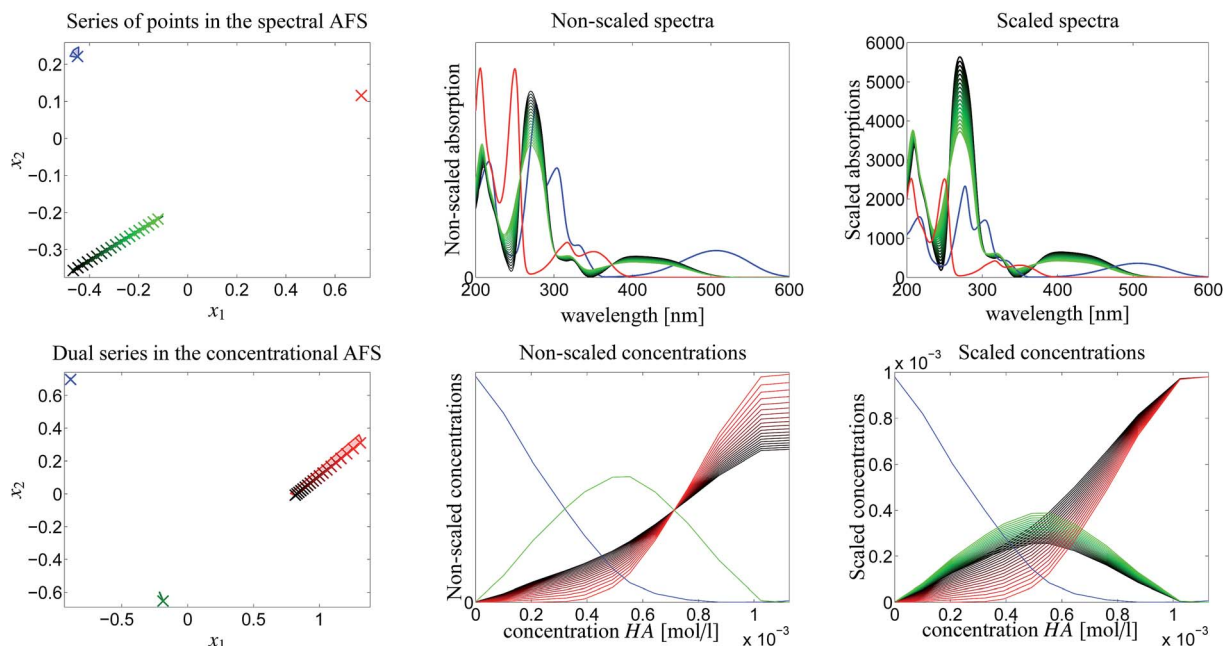 Series of points in the spectral AFS
Non-scaled spectra
Scaled spectra
0.2
0.1
0
−0.1
−0.2
−0.3
x2
−0.4 −0.2 0 0.2 0.4 0.6
x1
Non-scaled absorption
0
200 300 400 500 600
wavelength [nm]
Scaled absorptions
6000
5000
4000
3000
2000
1000
0
200 300 400 500 600
wavelength [nm]
Dual series in the concentrational AFS
Non-scaled concentrations
Scaled concentrations
0.6
0.4
0.2
0
−0.2
−0.4
−0.6
x2
−0.5 0 0.5 1
x1
Non-scaled concentrations
0
0 0.2 0.4 0.6 0.8 1
concentration HA [mol/l]
x 10−3
x 10−3
Scaled concentrations
1
0.8
0.6
0.4
0.2
0
0 0.2 0.4 0.6 0.8 1
concentration HA [mol/l]
x 10−3